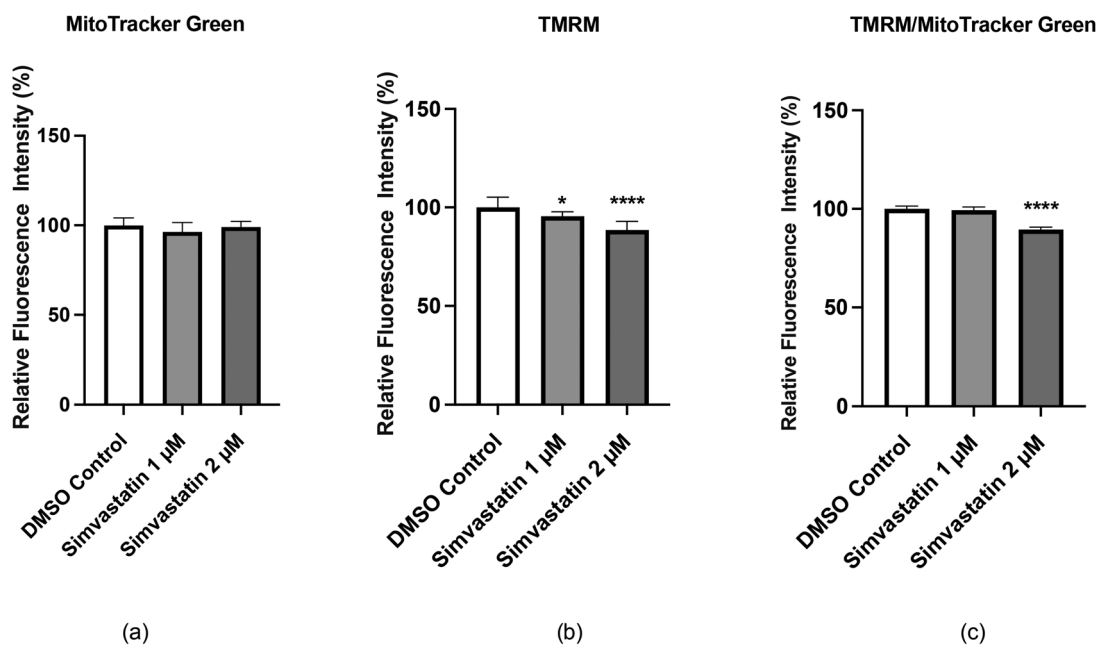 MitoTracker Green
Relative Fluorescence Intensity (%)
150
100
50
0
DMSO Control
Simvastatin 1 µM
Simvastatin 2 µM
(a)
TMRM
Relative Fluorescence Intensity (%)
150
100
50
0
*
****
DMSO Control
Simvastatin 1 µM
Simvastatin 2 µM
(b)
TMRM/MitoTracker Green
Relative Fluorescence Intensity (%)
150
100
50
0
****
DMSO Control
Simvastatin 1 µM
Simvastatin 2 µM
(c)